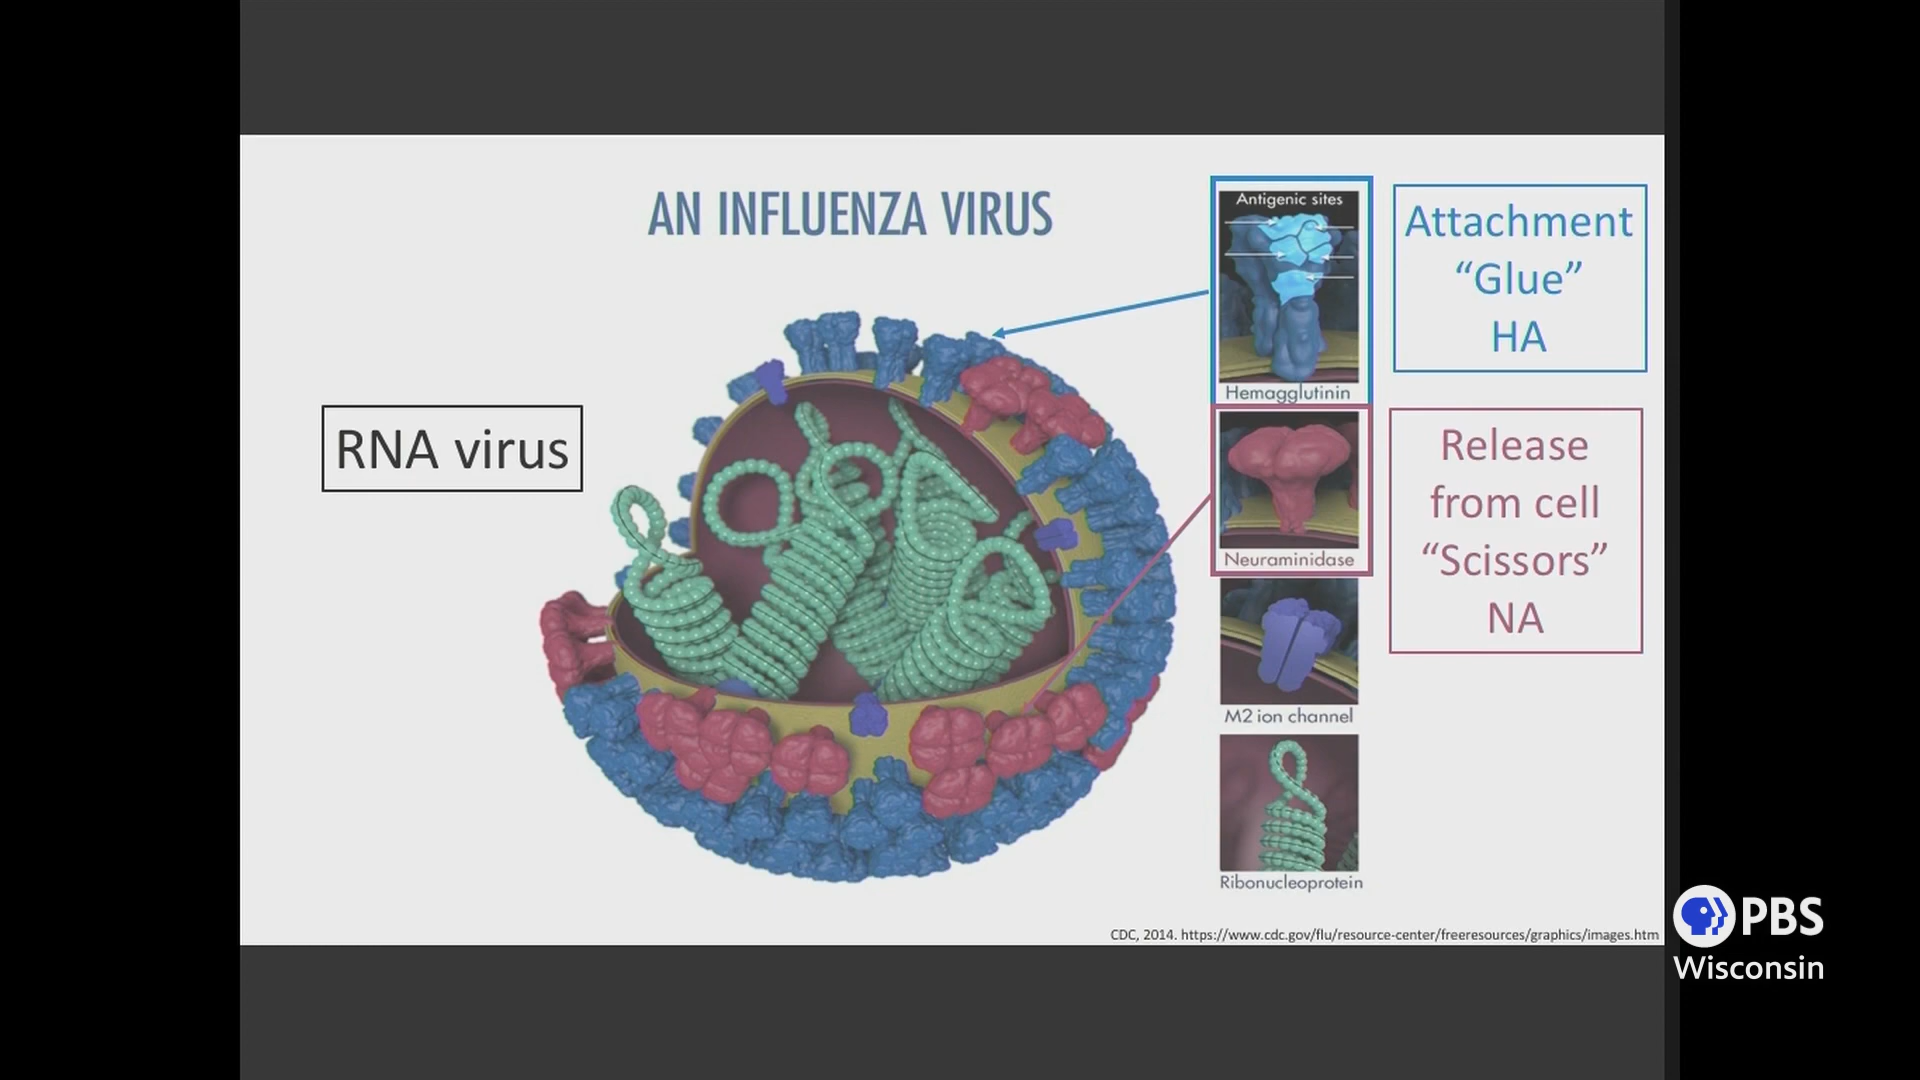 AN INFLUENZA VIRUS
RNA virus
Antigenic sites
Hemagglutinin
Attachment
“Glue”
HA
Neuraminidase
Release
from cell
“Scissors”
NA
M2 ion channel
Ribonucleoprotein
CDC, 2014. https://www.cdc.gov/flu/resource-center/freeresources/graphics/images.htm
PBS
Wisconsin